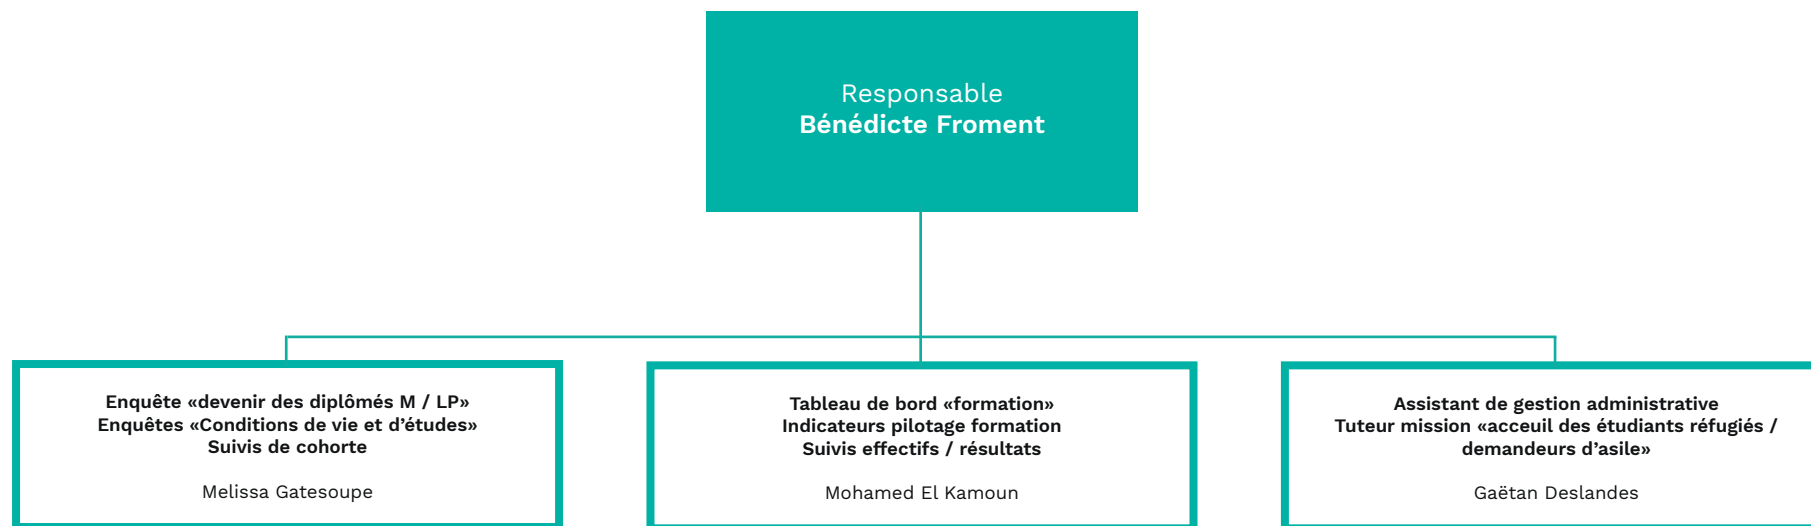 Responsable
Bénédicte Froment
Enquête «devenir des diplômés M / LP»
Enquêtes «Conditions de vie et d’études»
Suivis de cohorte
Melissa Gatesoupe
Tableau de bord «formation»
Indicateurs pilotage formation
Suivis effectifs / résultats
Mohamed El Kamoun
Assistant de gestion administrative
Tuteur mission «acceuil des étudiants réfugiés /
demandeurs d’asile»
Gaëtan Deslandes